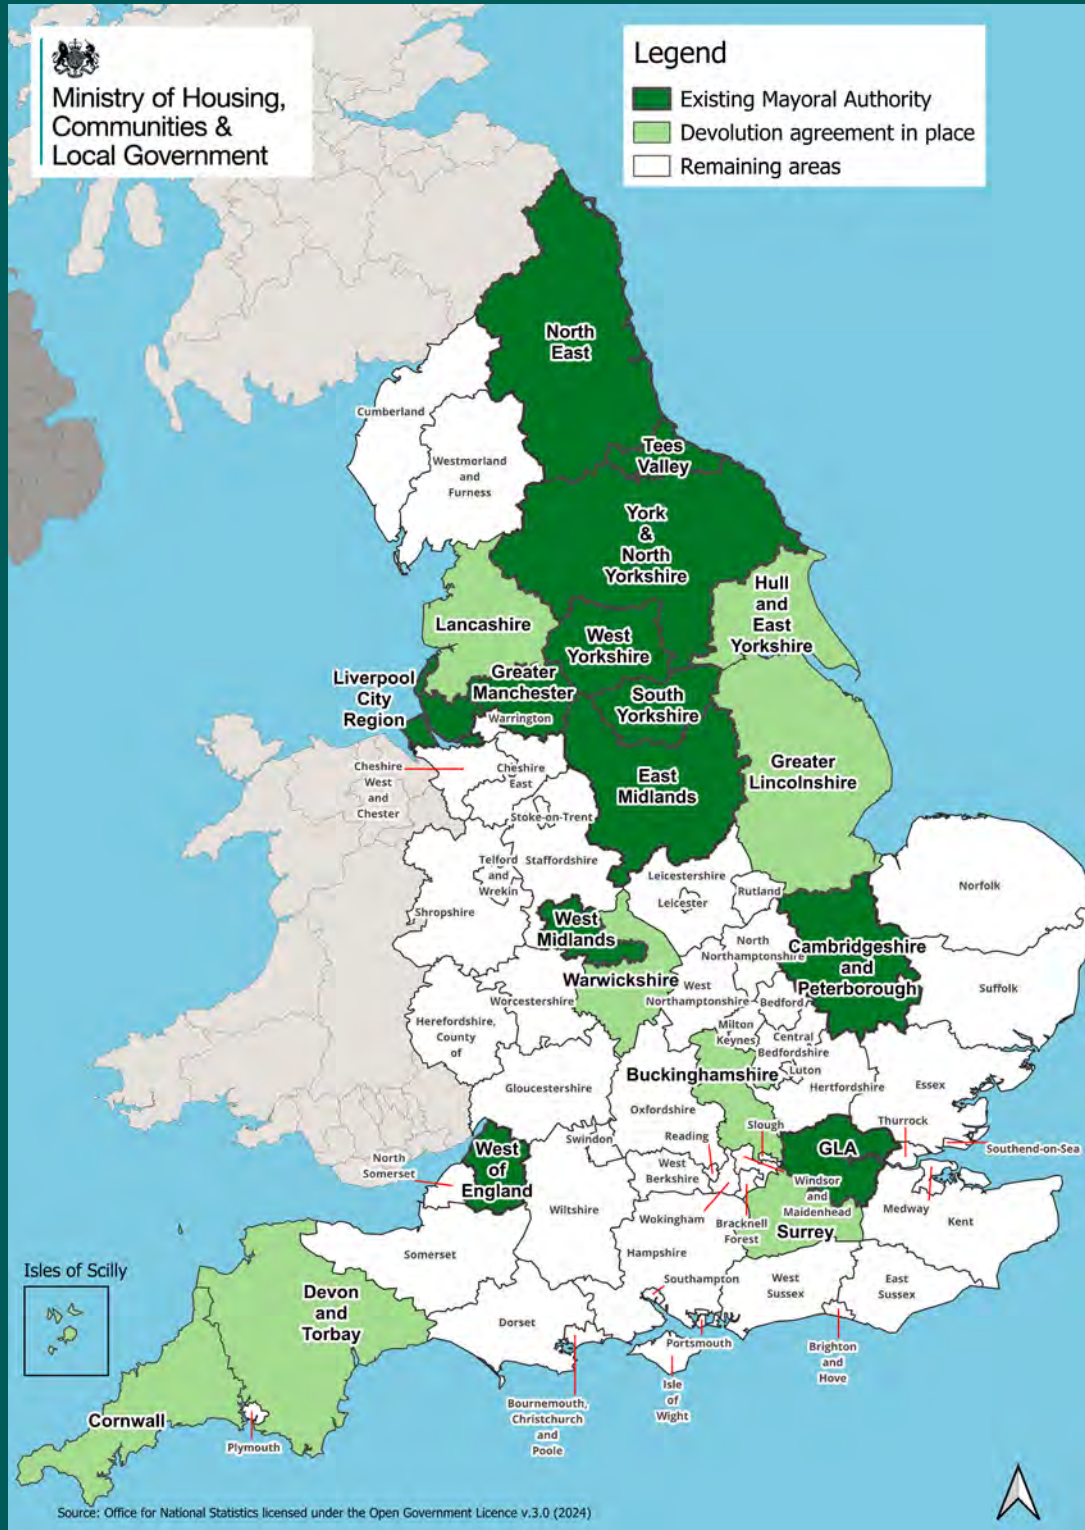 Ministry of Housing,
Communities &
Local Government
Legend
Existing Mayoral Authority
Devolution agreement in place
Remaining areas
North
East
Cumberland
Westmorland
and
Furness
Tees
Valley
York
&
North
Yorkshire
Hull
and
East
Yorkshire
Lancashire
West
Yorkshire
Liverpool
City
Region
Greater
Manchester
South
Yorkshire
Warrington
Cheshire
West
and
Chester
Cheshire
East
East
Midlands
Greater
Lincolnshire
Stoke-on-Trent
Telford
and
Wrekin
Staffordshire
Leicestershire
Leicester
Rutland
Norfolk
Shropshire
West
Midlands
North
Northamptonshire
Cambridgeshire
and
Peterborough
Warwickshire
Suffolk
Worcestershire
West
Northamptonshire
Bedford
Herefordshire,
County
of
Milton
Keynes
Central
Bedfordshire
Luton
Buckinghamshire
Hertfordshire
Essex
Gloucestershire
Oxfordshire
Thurrock
Slough
Swindon
Reading
GLA
Southend-on-Sea
North
Somerset
West
of
England
West
Berkshire
Windsor
and
Maidenhead
Wiltshire
Wokingham
Bracknell
Forest
Medway
Kent
Surrey
Somerset
Hampshire
Isles of Scilly
Devon
and
Torbay
Southampton
West
Sussex
East
Sussex
Dorset
Portsmouth
Brighton
and
Hove
Isle
of
Wight
Bournemouth,
Christchurch
and
Poole
Cornwall
Plymouth
Source: Office for National Statistics licensed under the Open Government Licence v.3.0 (2024)